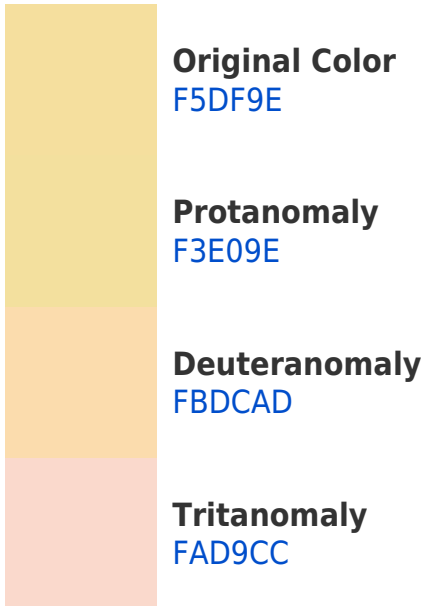 Original Color
F5DF9E
Protanomaly
F3E09E
Deuteranomaly
FBDCAD
Tritanomaly
FAD9CC